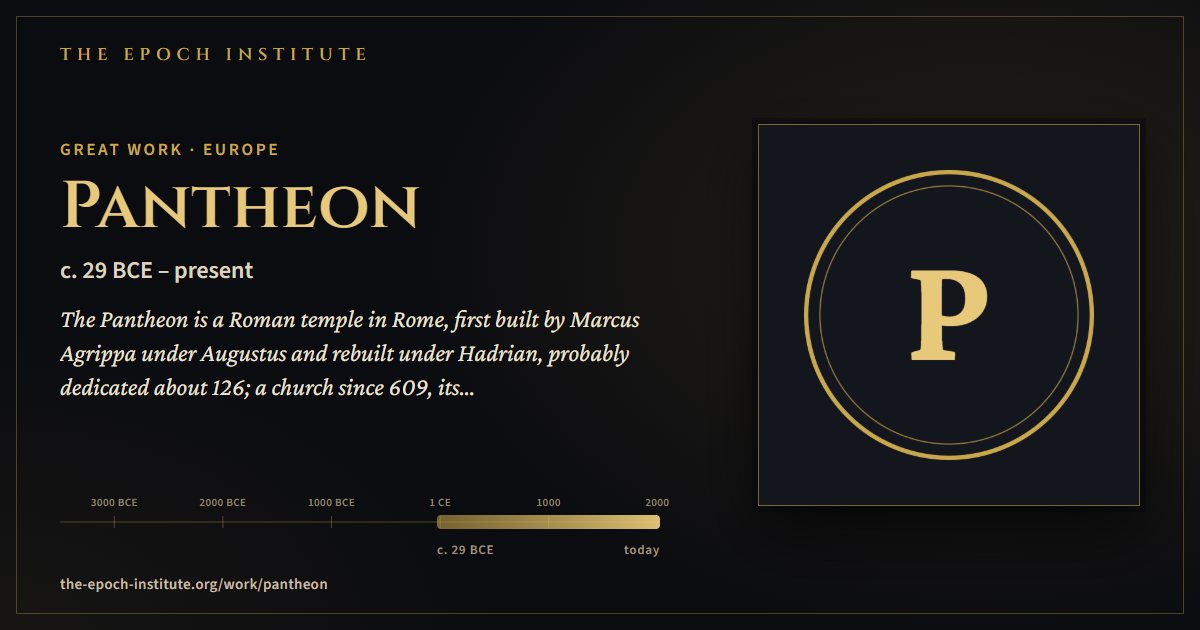 THE EPOCH INSTITUTE
GREAT WORK · EUROPE
PANTHEON
c. 29 BCE – present
The Pantheon is a Roman temple in Rome, first built by Marcus
Agrippa under Augustus and rebuilt under Hadrian, probably
dedicated about 126; a church since 609, its...
P
3000 BCE 2000 BCE 1000 BCE 1 CE 1000 2000
c. 29 BCE today
the-epoch-institute.org/work/pantheon